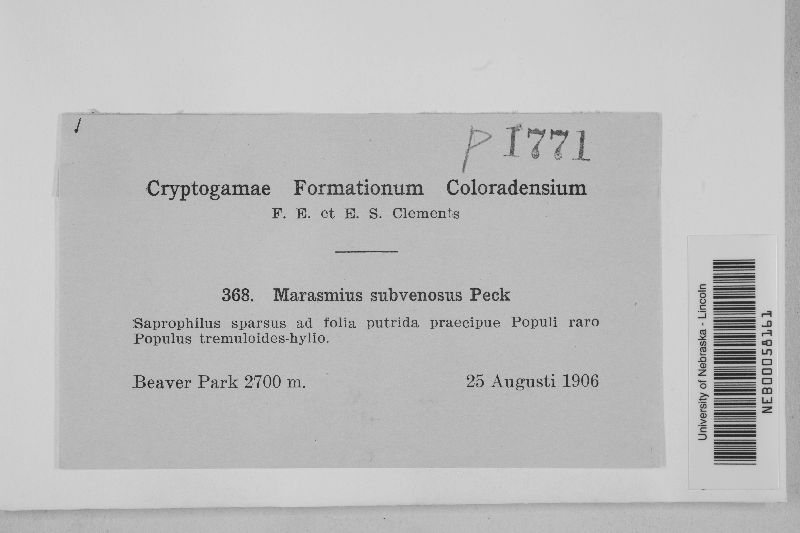 P 1771
Cryptogamae Formationum Coloradensium
F. E. et E. S. Clements
368. Marasmius subvenosus Peck
Saprophilus sparsus ad folia putrida praecipue Populi raro
Populus tremuloides-hylio.
Beaver Park 2700 m. 25 Augusti 1906
University of Nebraska - Lincoln
NEB00058161